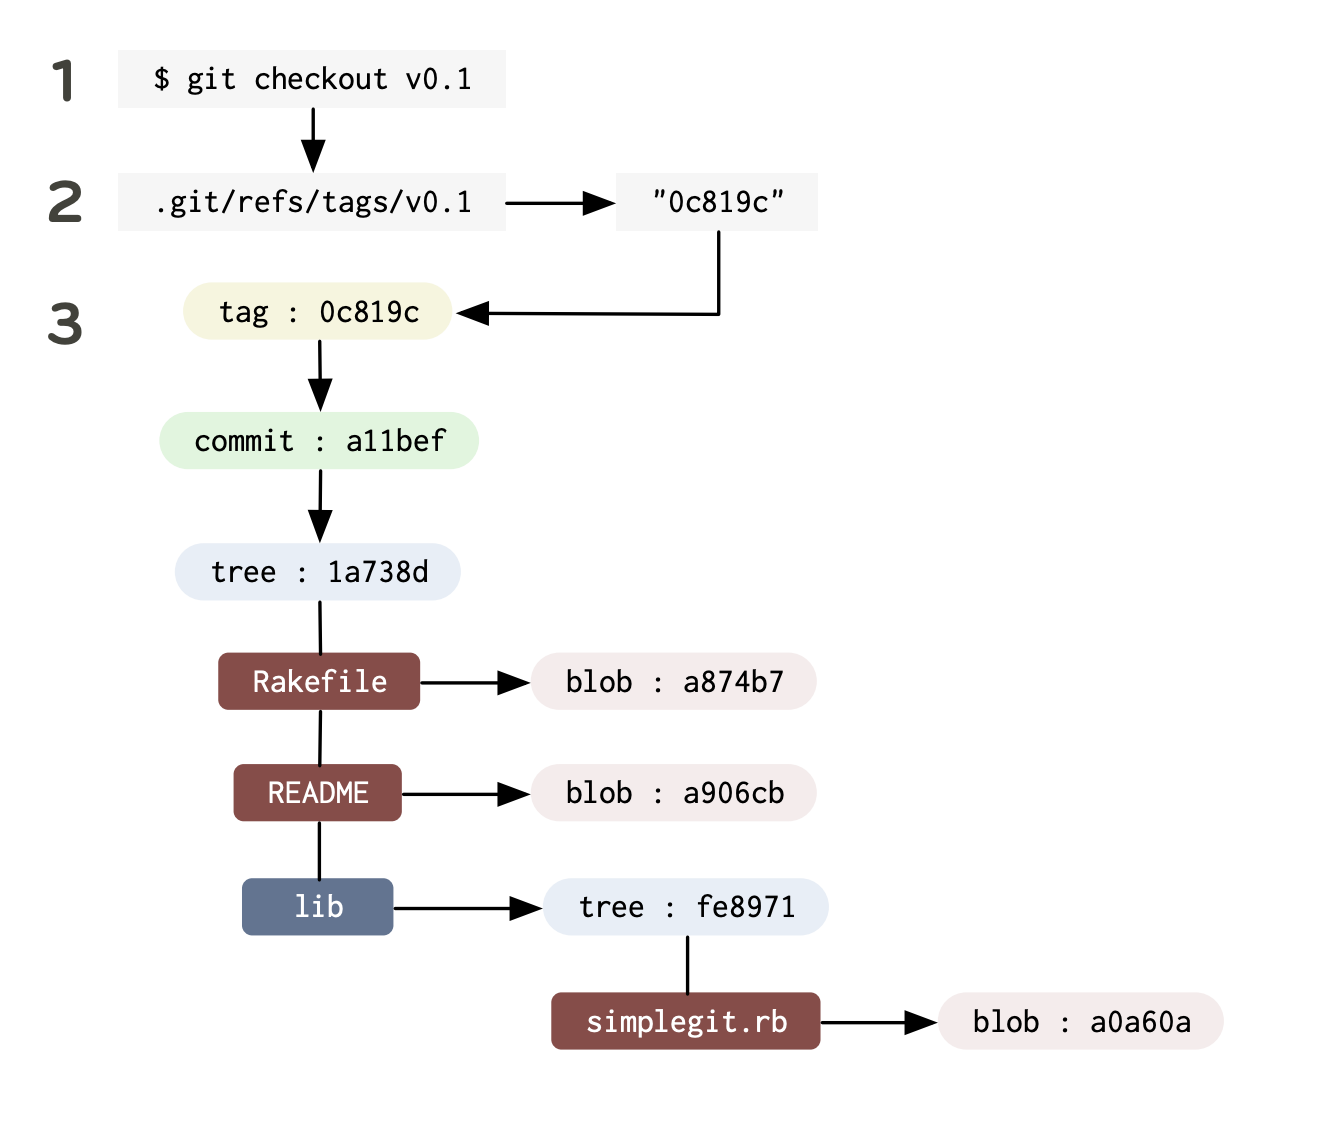 1
$ git checkout v0.1
2
.git/refs/tags/v0.1
"0c819c"
3
tag : 0c819c
commit : a11bef
tree : 1a738d
Rakefile
blob : a874b7
README
blob : a906cb
lib
tree : fe8971
simplegit.rb
blob : a0a60a